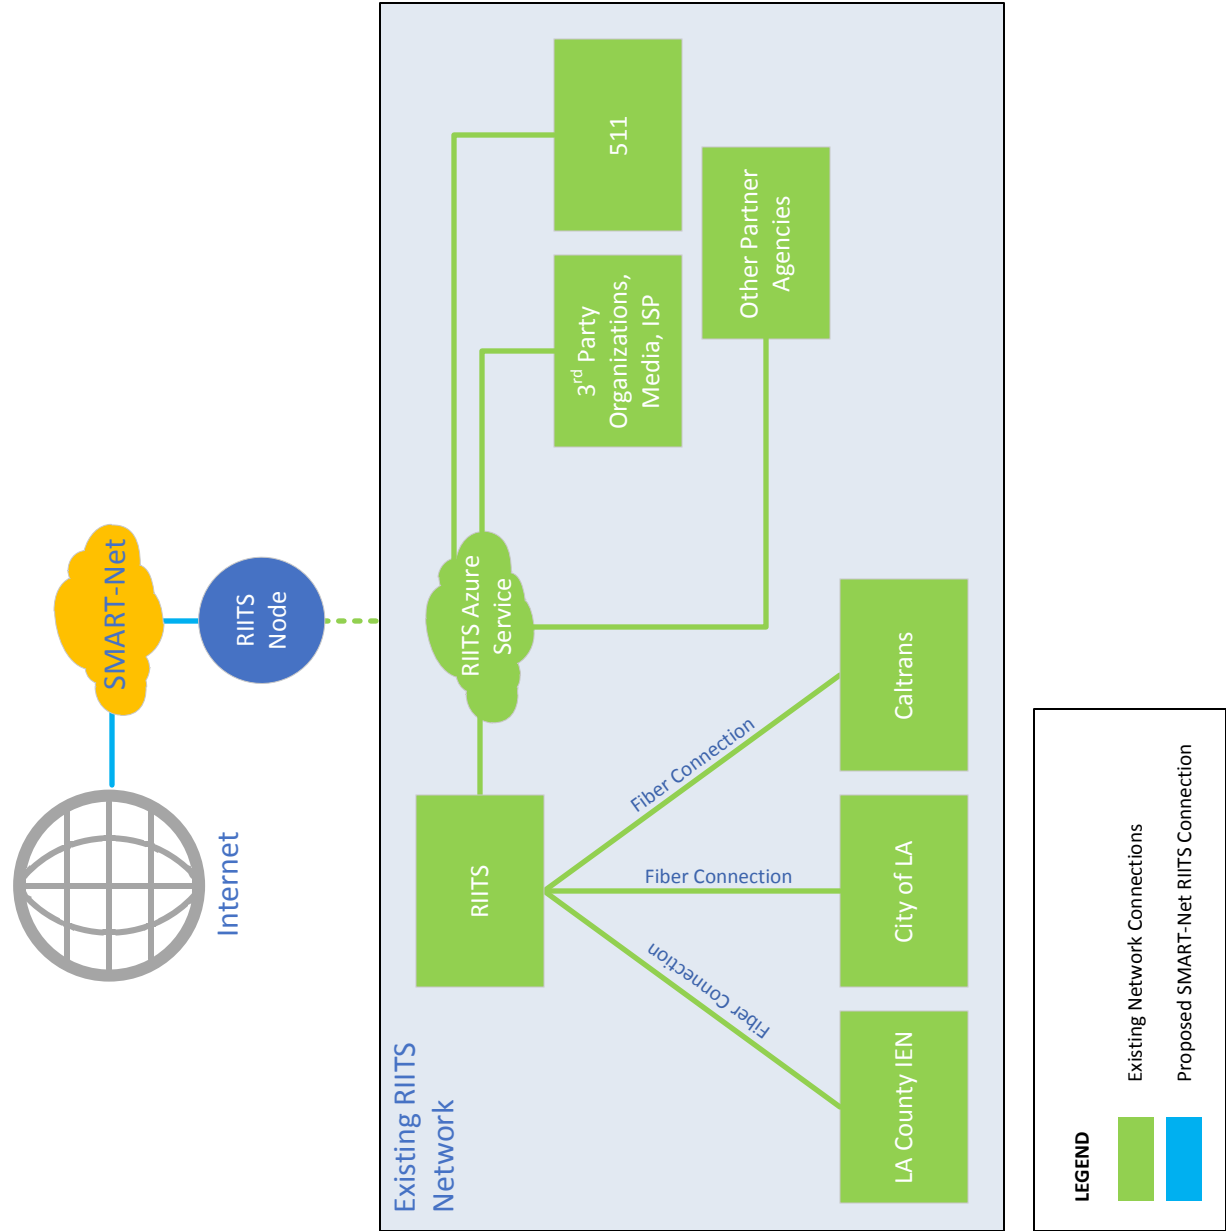 Internet
SMART-Net
RIITS
Node
Existing RIITS
Network
RIITS
RIITS Azure
Service
3rd Party
Organizations,
Media, ISP
511
Other Partner
Agencies
Fiber Connection
Fiber Connection
Fiber Connection
LA County IEN
City of LA
Caltrans
LEGEND
Existing Network Connections
Proposed SMART-Net RIITS Connection